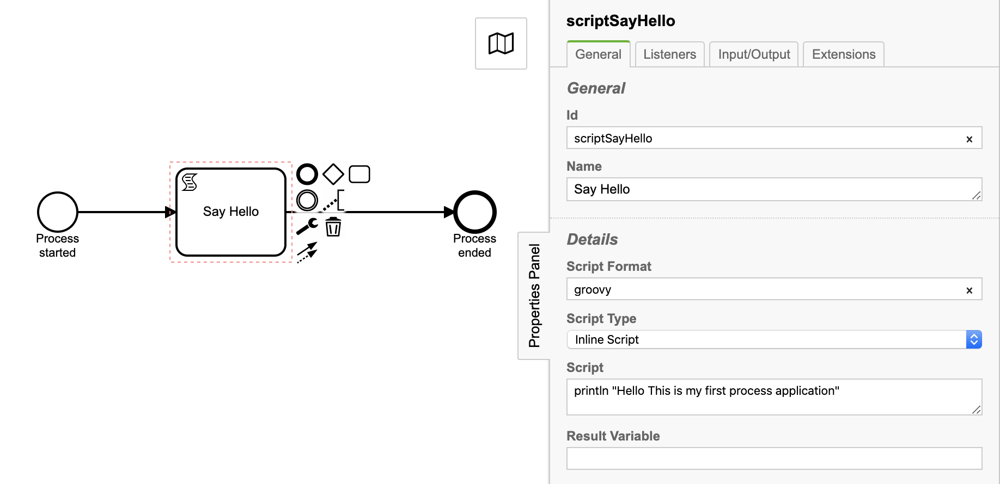 Process
started
Say Hello
Process
ended
Properties Panel
scriptSayHello
General Listeners Input/Output Extensions
General
Id
scriptSayHello
Name
Say Hello
Details
Script Format
groovy
Script Type
Inline Script
Script
println "Hello This is my first process application"
Result Variable